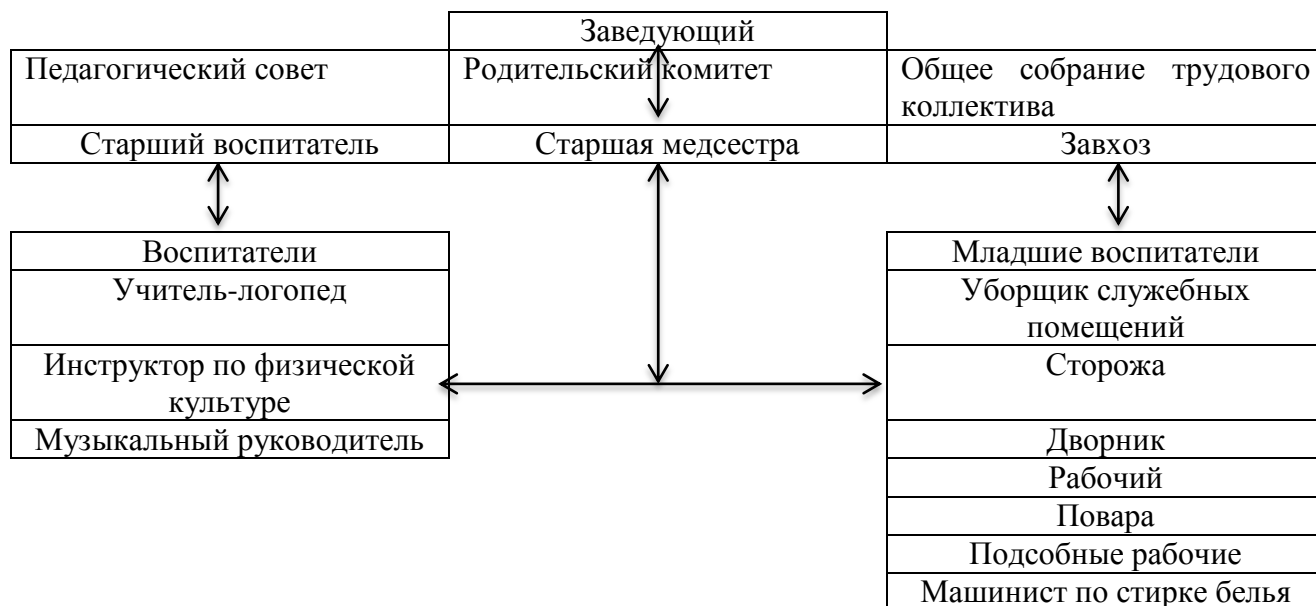 Заведующий
Педагогический совет
Родительский комитет
Общее собрание трудового
коллектива
Старший воспитатель
Старшая медсестра
Завхоз
Воспитатели
Учитель-логопед
Инструктор по физической
культуре
Музыкальный руководитель
Младшие воспитатели
Уборщик служебных
помещений
Сторожа
Дворник
Рабочий
Повара
Подсобные рабочие
Машинист по стирке белья